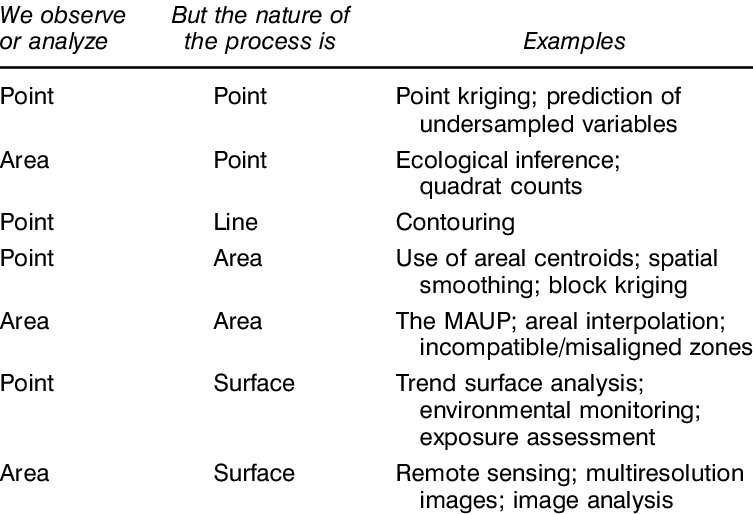 We observe But the nature of
or analyze the process is Examples
Point Point Point kriging; prediction of
undersampled variables
Area Point Ecological inference;
quadrat counts
Point Line Contouring
Point Area Use of areal centroids; spatial
smoothing; block kriging
Area Area The MAUP; areal interpolation;
incompatible/misaligned zones
Point Surface Trend surface analysis;
environmental monitoring;
exposure assessment
Area Surface Remote sensing; multiresolution
images; image analysis